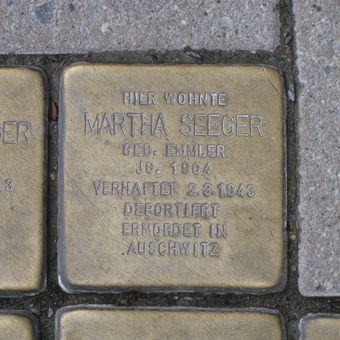 HIER WOHNTE
MARTHA SEEGER
GEB. EMMLER
JG. 1904
VERHAFTET 2.3.1943
DEPORTIERT
ERMORDET IN
AUSCHWITZ